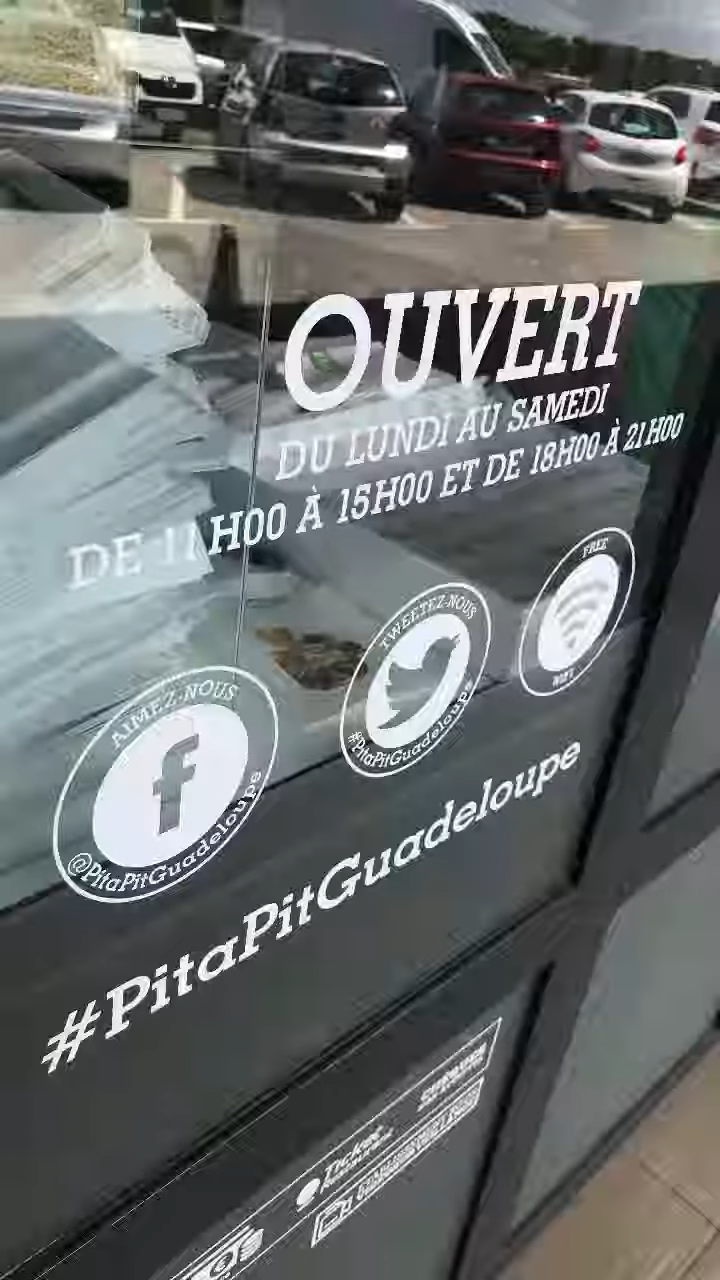 OUVERT
DU LUNDI AU SAMEDI
DE 11H00 À 15H00 ET DE 18H00 À 21H00
FREE
WIFI
TWEETEZ-NOUS
#PitaPitGuadeloupe
AIMEZ-NOUS
@PitaPitGuadeloupe
#PitaPitGuadeloupe
Ticket